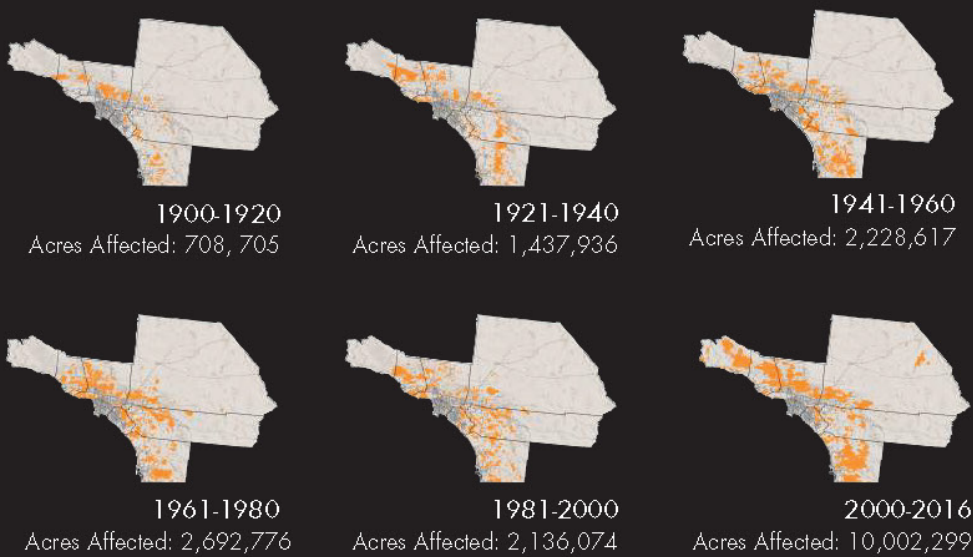 1900-1920
Acres Affected: 708, 705
1921-1940
Acres Affected: 1,437,936
1941-1960
Acres Affected: 2,228,617
1961-1980
Acres Affected: 2,692,776
1981-2000
Acres Affected: 2,136,074
2000-2016
Acres Affected: 10,002,299